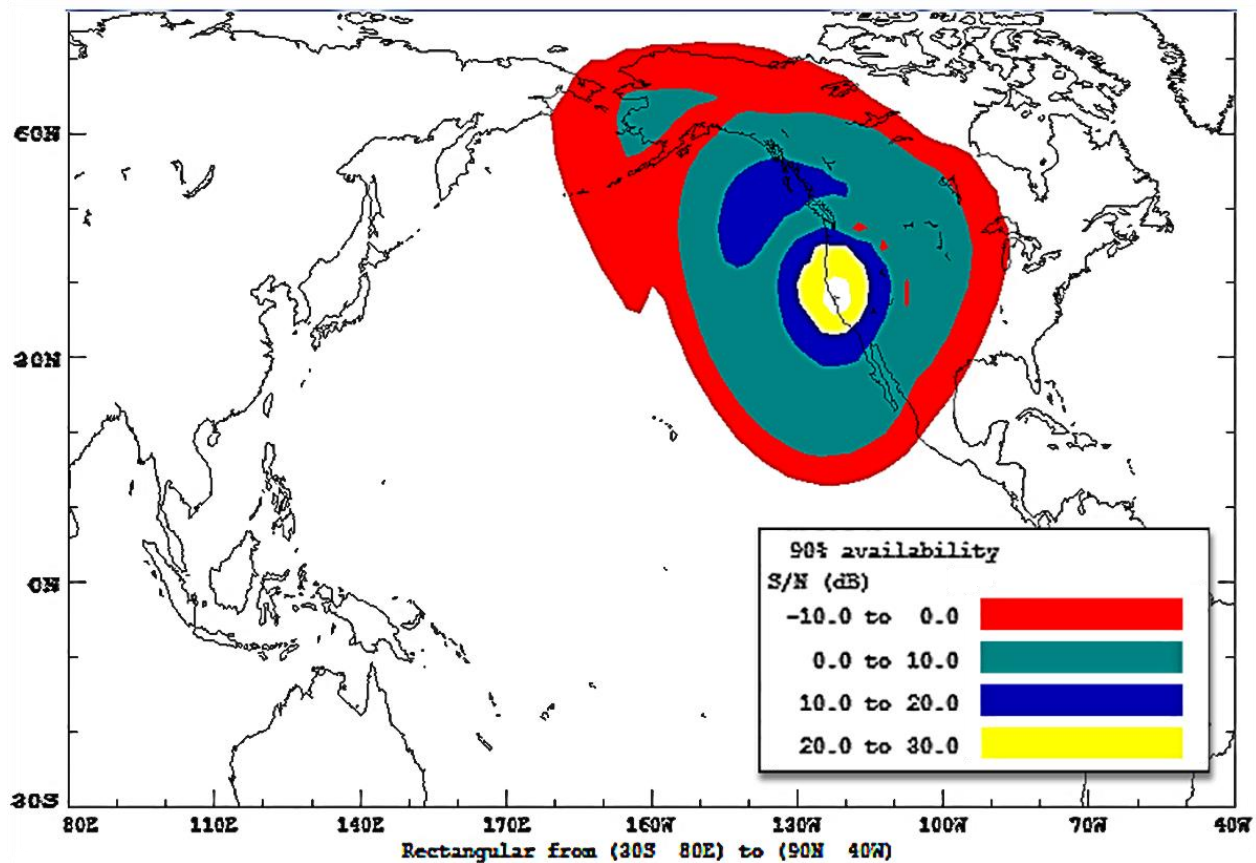 60N
30N
0N
30S
90% availability
S/N (dB)
-10.0 to 0.0
0.0 to 10.0
10.0 to 20.0
20.0 to 30.0
80E 110E 140E 170E 160W 130W 100W 70W 40W
Rectangular from (30S 80E) to (90N 40W)